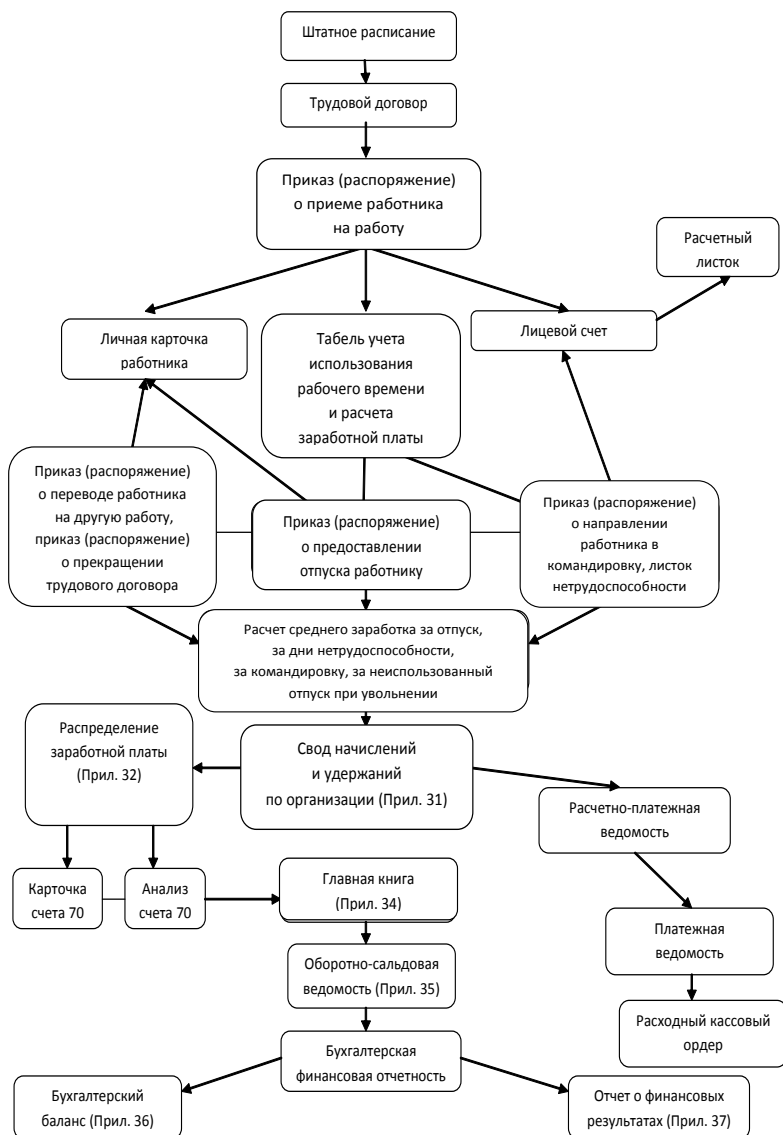 Штатное расписание
Трудовой договор
Приказ (распоряжение)
о приеме работника
на работу
Расчетный
листок
Личная карточка
работника
Табель учета
использования
рабочего времени
и расчета
заработной платы
Лицевой счет
Приказ (распоряжение)
о переводе работника
на другую работу,
приказ (распоряжение)
о прекращении
трудового договора
Приказ (распоряжение)
о предоставлении
отпуска работнику
Приказ (распоряжение)
о направлении
работника в
командировку, листок
нетрудоспособности
Расчет среднего заработка за отпуск,
за дни нетрудоспособности,
за командировку, за неиспользованный
отпуск при увольнении
Распределение
заработной платы
(Прил. 32)
Свод начислений
и удержаний
по организации (Прил. 31)
Расчетно-платежная
ведомость
Карточка
счета 70
Анализ
счета 70
Главная книга
(Прил. 34)
Платежная
ведомость
Оборотно-сальдовая
ведомость (Прил. 35)
Расходный кассовый
ордер
Бухгалтерская
финансовая отчетность
Бухгалтерский
баланс (Прил. 36)
Отчет о финансовых
результатах (Прил. 37)